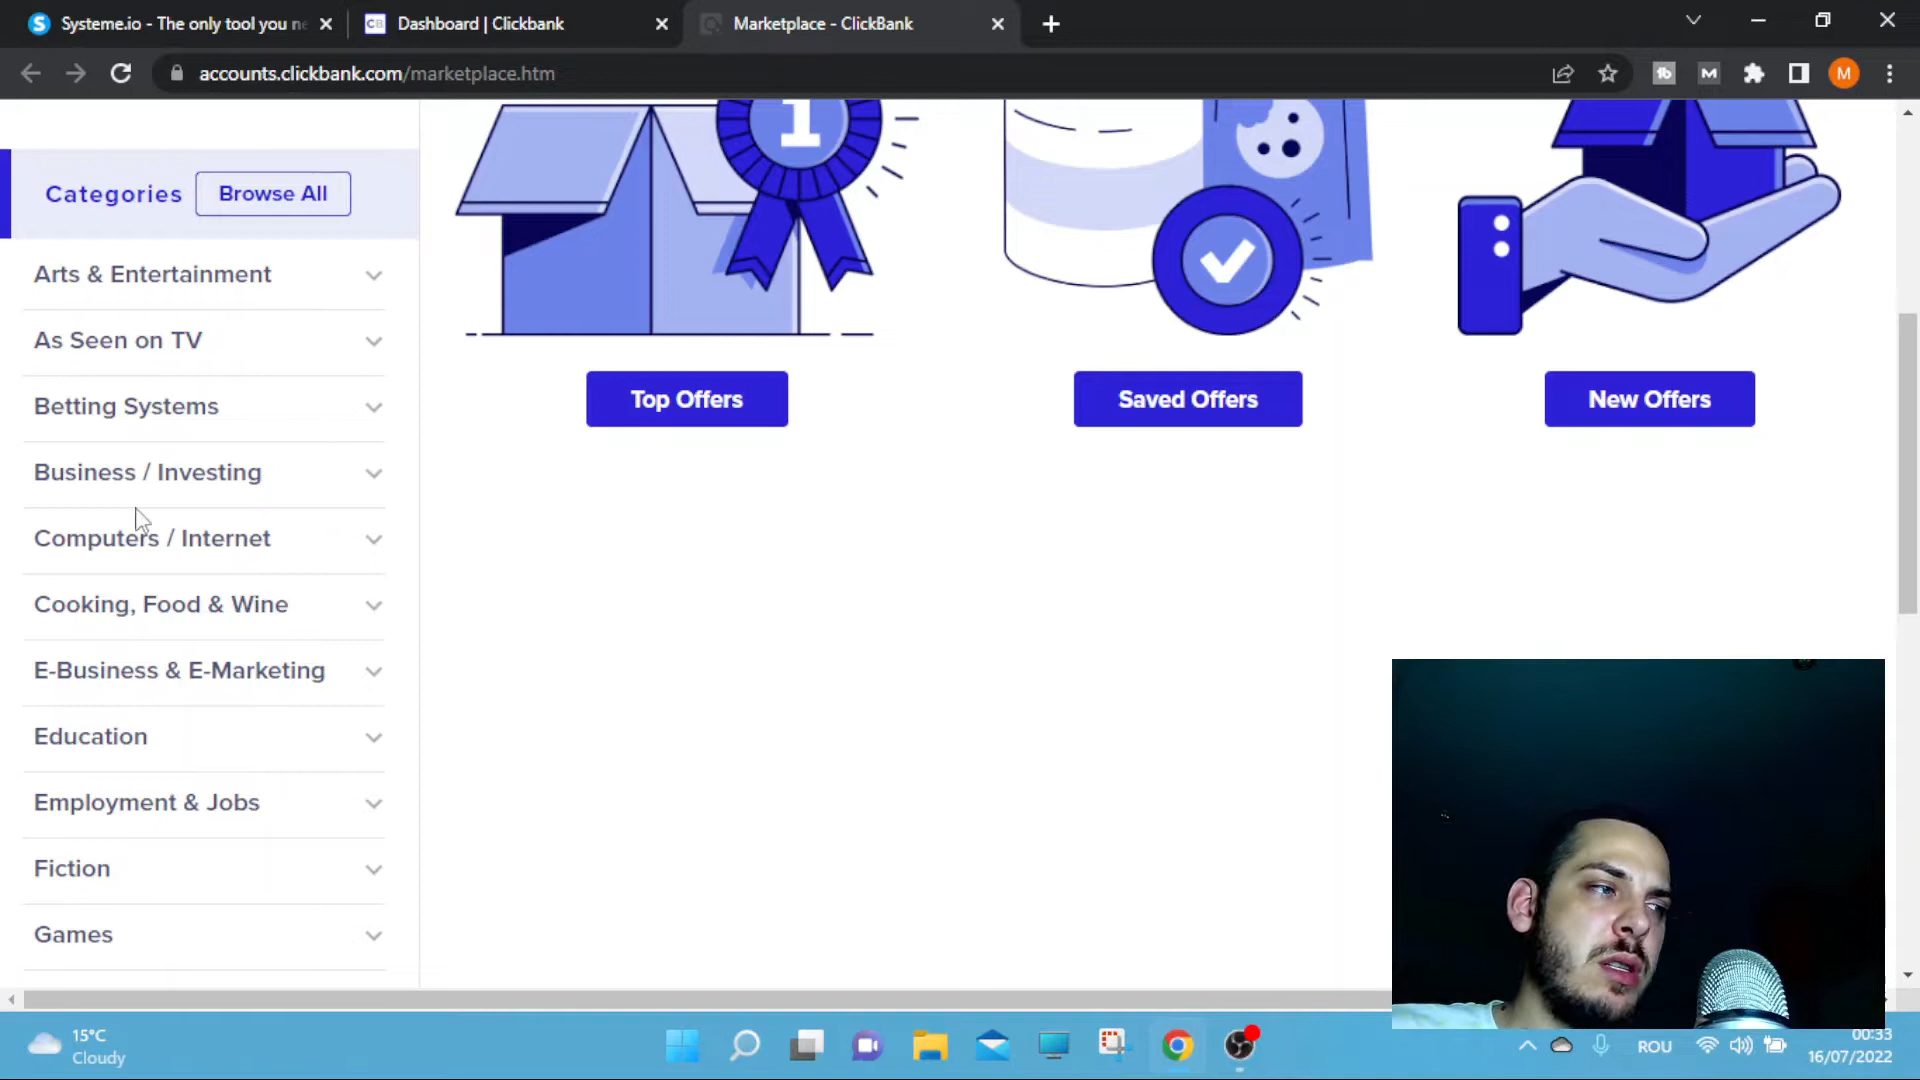 Systeme.io - The only tool you ne
Dashboard | Clickbank
Marketplace - ClickBank
accounts.clickbank.com/marketplace.htm
M
M
1
Categories
Browse All
Arts & Entertainment
As Seen on TV
Betting Systems
Business / Investing
Computers / Internet
Cooking, Food & Wine
E-Business & E-Marketing
Education
Employment & Jobs
Fiction
Games
Top Offers
Saved Offers
New Offers
15°C
Cloudy
ROU
00:33
16/07/2022